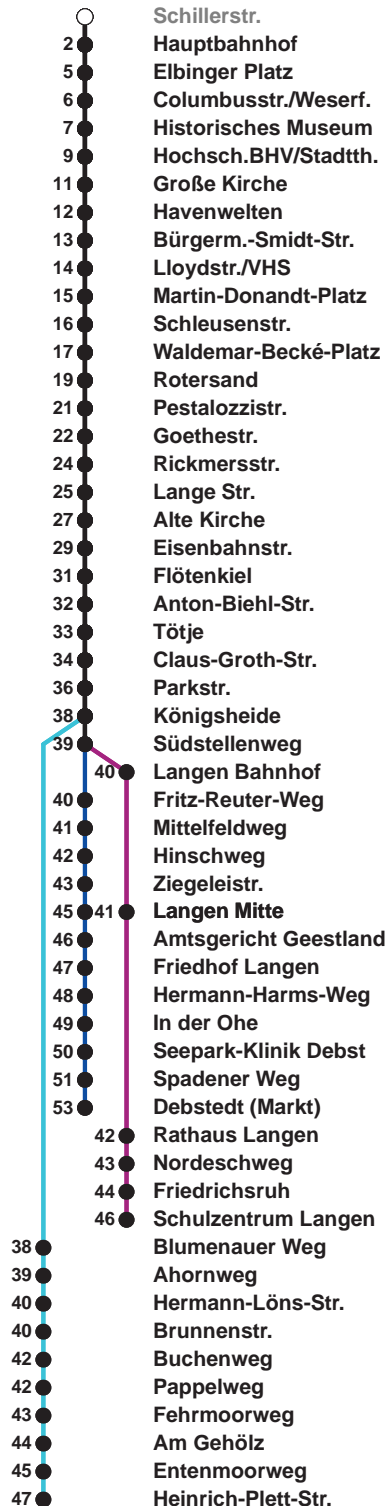 Schillerstr.
2 Hauptbahnhof
5 Elbinger Platz
6 Columbusstr./Weserf.
7 Historisches Museum
9 Hochsch.BHV/Stadtth.
11 Große Kirche
12 Havenwelten
13 Bürgerm.-Smidt-Str.
14 Lloydstr./VHS
15 Martin-Donandt-Platz
16 Schleusenstr.
17 Waldemar-Becké-Platz
19 Rotersand
21 Pestalozzistr.
22 Goethestr.
24 Rickmersstr.
25 Lange Str.
27 Alte Kirche
29 Eisenbahnstr.
31 Flötenkiel
32 Anton-Biehl-Str.
33 Tötje
34 Claus-Groth-Str.
36 Parkstr.
38 Königsheide
39 Südstellenweg
40 Langen Bahnhof
40 Fritz-Reuter-Weg
41 Mittelfeldweg
42 Hinschweg
43 Ziegeleistr.
45 41 Langen Mitte
46 Amtsgericht Geestland
47 Friedhof Langen
48 Hermann-Harms-Weg
49 In der Ohe
50 Seepark-Klinik Debst
51 Spadener Weg
53 Debstedt (Markt)
42 Rathaus Langen
43 Nordeschweg
44 Friedrichsruh
46 Schulzentrum Langen
38 Blumenauer Weg
39 Ahornweg
40 Hermann-Löns-Str.
40 Brunnenstr.
42 Buchenweg
42 Pappelweg
43 Fehrmoorweg
44 Am Gehölz
45 Entenmoorweg
47 Heinrich-Plett-Str.